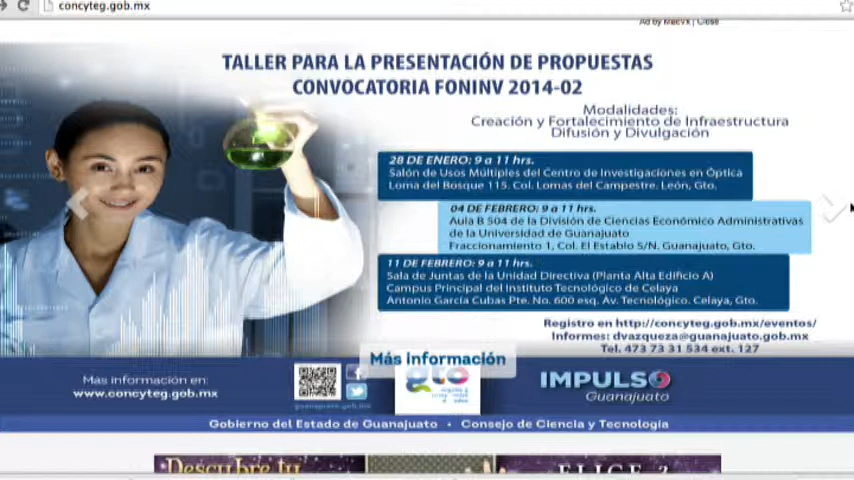 concyteg.gob.mx
Ad by MacVx | Close
TALLER PARA LA PRESENTACIÓN DE PROPUESTAS
CONVOCATORIA FONINV 2014-02
Modalidades:
Creación y Fortalecimiento de Infraestructura
Difusión y Divulgación
28 DE ENERO: 9 a 11 hrs.
Salón de Usos Múltiples del Centro de Investigaciones en Óptica
Loma del Bosque 115. Col. Lomas del Campestre. León, Gto.
04 DE FEBRERO: 9 a 11 hrs.
Aula B 504 de la División de Ciencias Económico Administrativas
de la Universidad de Guanajuato
Fraccionamiento 1, Col. El Establo S/N. Guanajuato, Gto.
11 DE FEBRERO: 9 a 11 hrs.
Sala de Juntas de la Unidad Directiva (Planta Alta Edificio A)
Campus Principal del Instituto Tecnológico de Celaya
Antonio García Cubas Pte. No. 600 esq. Av. Tecnológico. Celaya, Gto.
Registro en http://concyteg.gob.mx/eventos/
Informes: dvazqueza@guanajuato.gob.mx
Tel. 473 73 31 534 ext. 127
Más información
Más información en:
www.concyteg.gob.mx
guanajuato.gob.mx
gto
IMPULSO
Guanajuato
Gobierno del Estado de Guanajuato • Consejo de Ciencia y Tecnología
Descubre tu
ELIGE 3